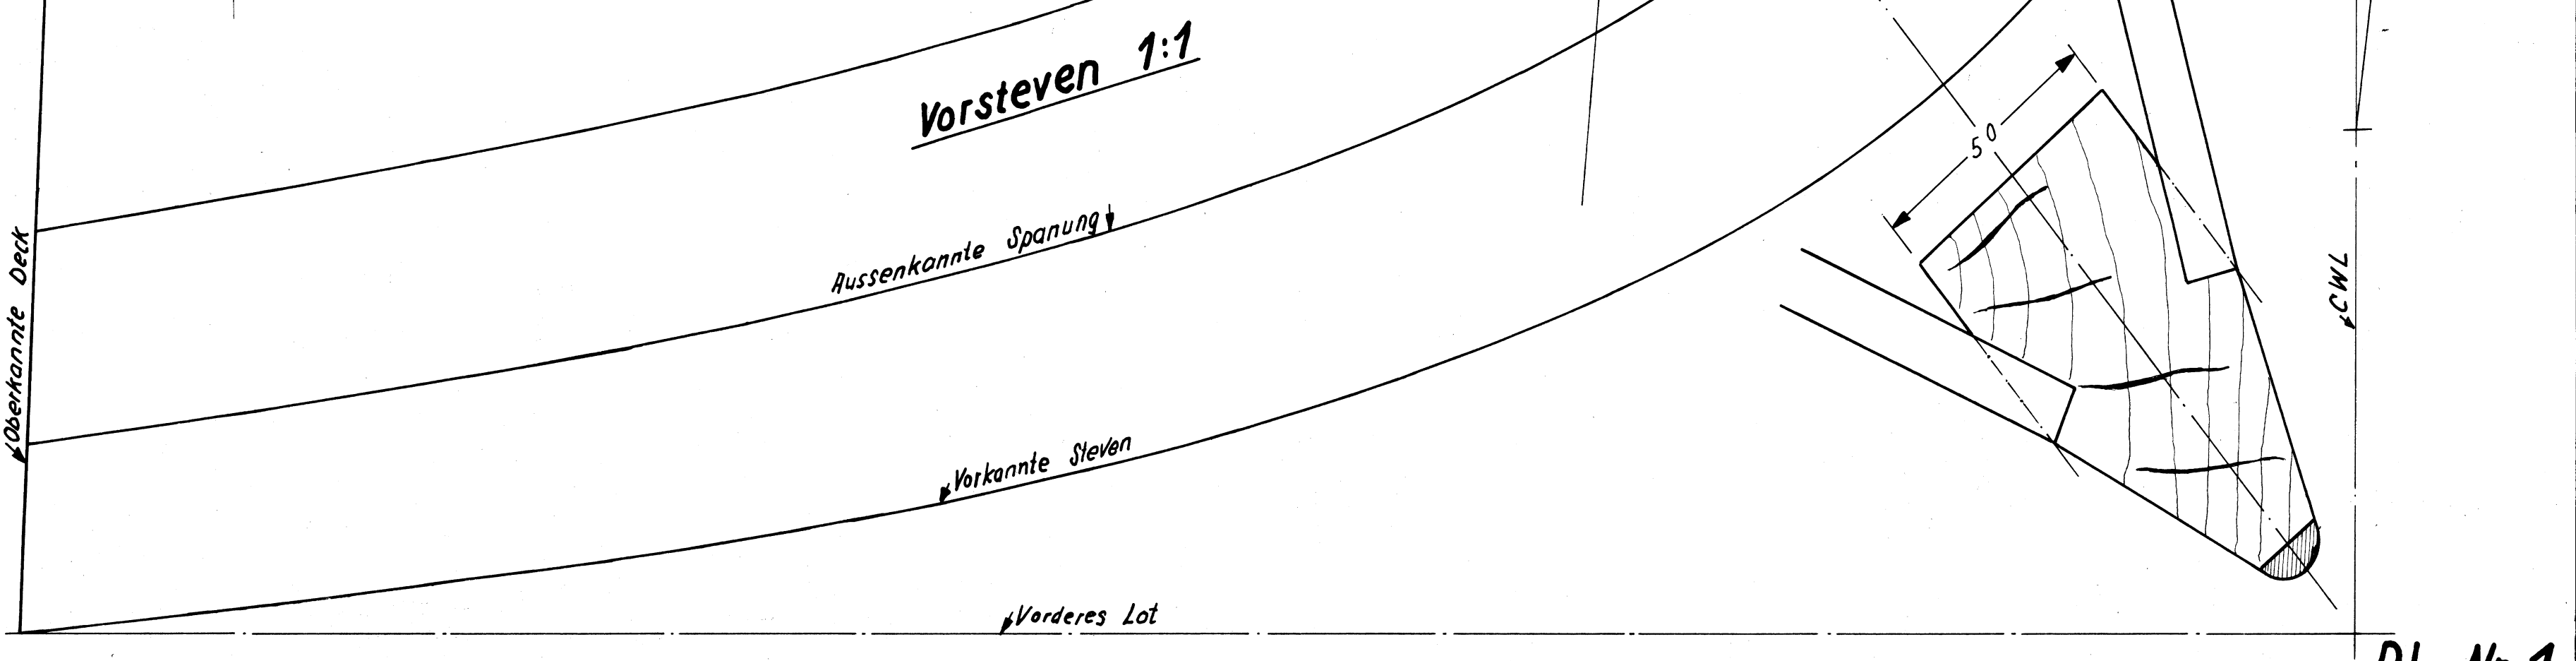 Vorsteven 1:1
50
Aussenkannte Spanung
Oberkannte Deck
CWL
Vorkannte Steven
Vorderes Lot